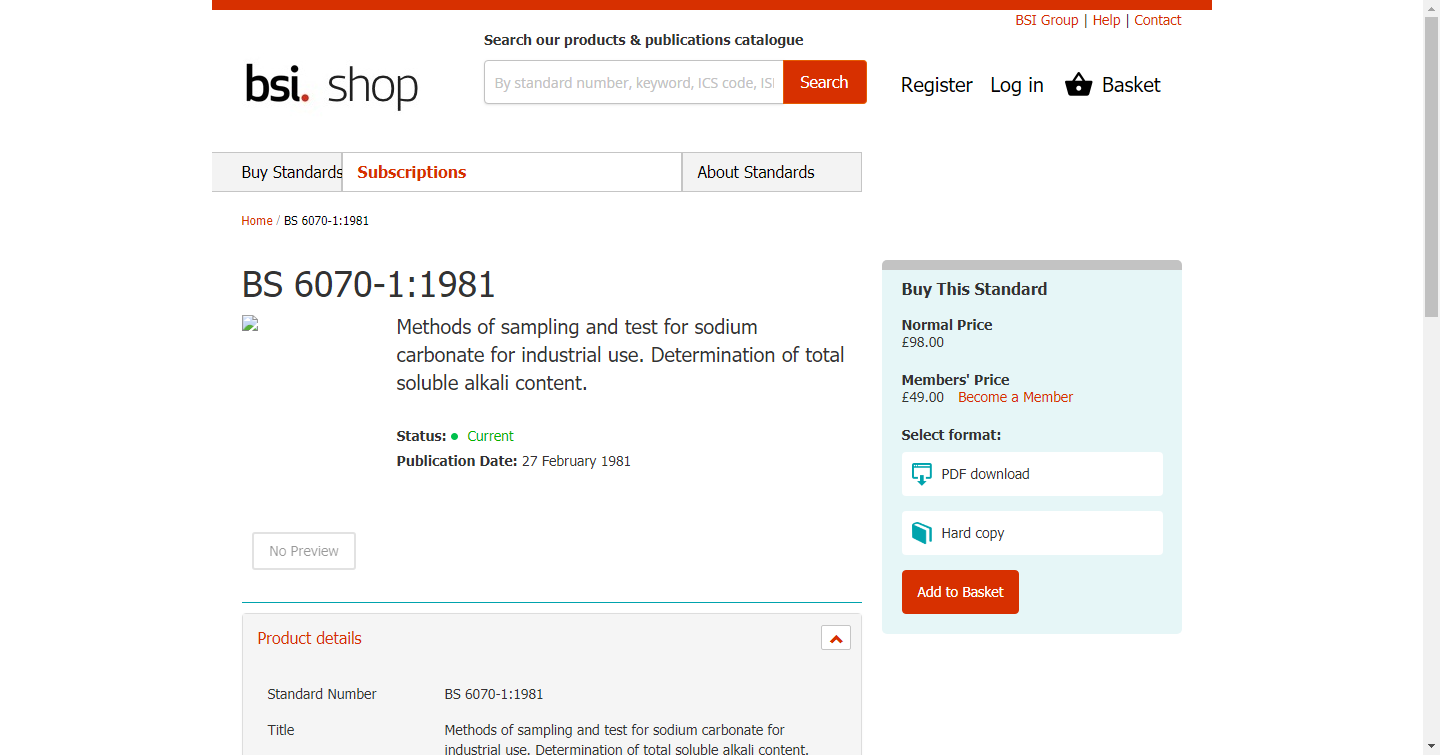 BSI Group | Help | Contact
Search our products & publications catalogue
bsi. shop
By standard number, keyword, ICS code, ISI
Search
Register Log in Basket
Buy Standards Subscriptions About Standards
Home / BS 6070-1:1981
BS 6070-1:1981
Methods of sampling and test for sodium
carbonate for industrial use. Determination of total
soluble alkali content.
Status: Current
Publication Date: 27 February 1981
No Preview
Buy This Standard
Normal Price
£98.00
Members' Price
£49.00 Become a Member
Select format:
PDF download
Hard copy
Add to Basket
Product details
Standard Number BS 6070-1:1981
Title Methods of sampling and test for sodium carbonate for
industrial use. Determination of total soluble alkali content.